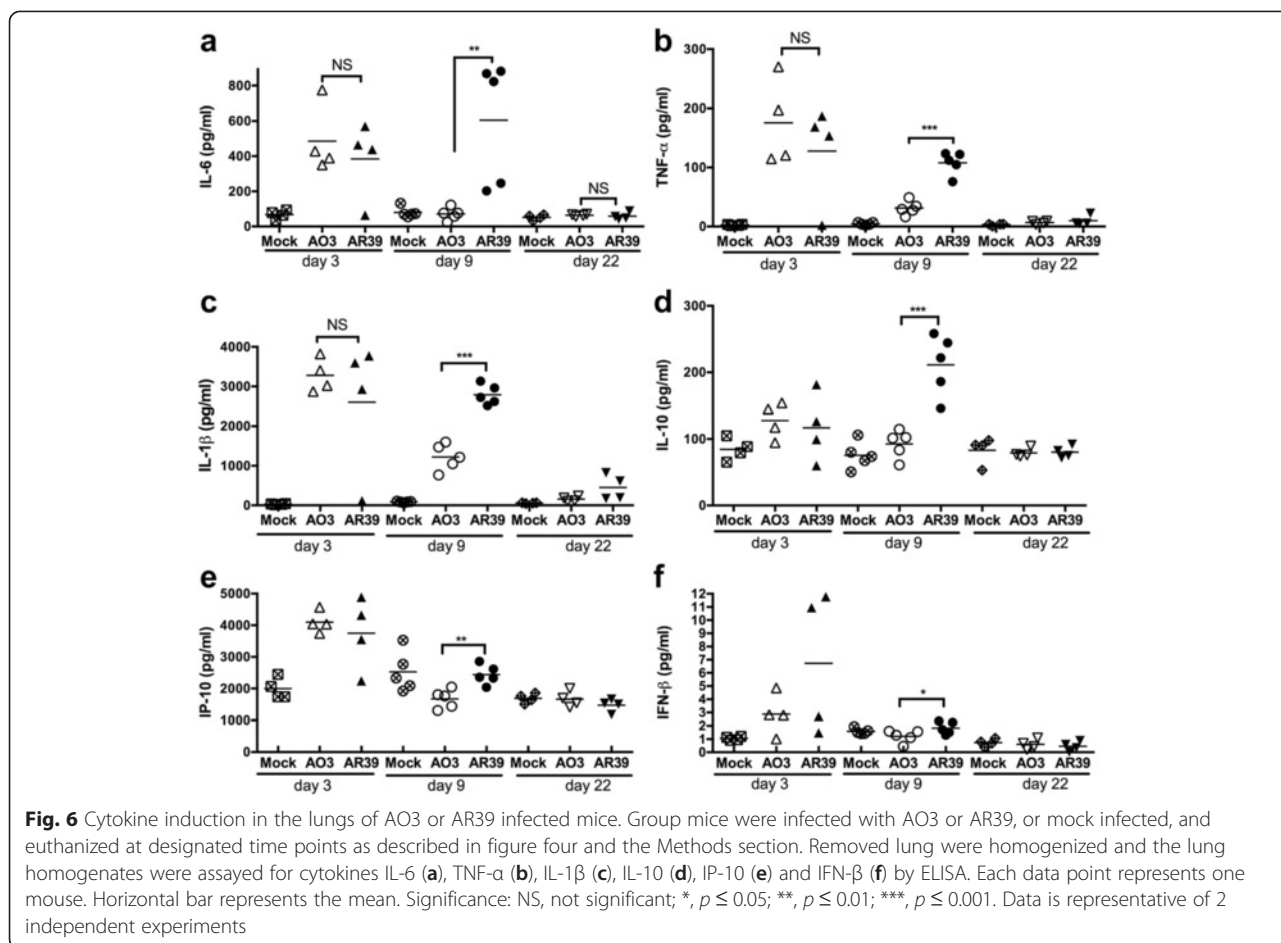 a
NS
**
NS
IL-6 (pg/ml)
800
600
400
200
0
Mock AO3 AR39 Mock AO3 AR39 Mock AO3 AR39
day 3 day 9 day 22
b
NS
***
TNF-α (pg/ml)
300
200
100
0
Mock AO3 AR39 Mock AO3 AR39 Mock AO3 AR39
day 3 day 9 day 22
c
NS
***
IL-1β (pg/ml)
4000
3000
2000
1000
0
Mock AO3 AR39 Mock AO3 AR39 Mock AO3 AR39
day 3 day 9 day 22
d
***
IL-10 (pg/ml)
300
200
100
0
Mock AO3 AR39 Mock AO3 AR39 Mock AO3 AR39
day 3 day 9 day 22
e
**
IP-10 (pg/ml)
5000
4000
3000
2000
1000
0
Mock AO3 AR39 Mock AO3 AR39 Mock AO3 AR39
day 3 day 9 day 22
f
*
IFN-β (pg/ml)
12
11
10
9
8
7
6
5
4
3
2
1
0
Mock AO3 AR39 Mock AO3 AR39 Mock AO3 AR39
day 3 day 9 day 22
Fig. 6 Cytokine induction in the lungs of AO3 or AR39 infected mice. Group mice were infected with AO3 or AR39, or mock infected, and
euthanized at designated time points as described in figure four and the Methods section. Removed lung were homogenized and the lung
homogenates were assayed for cytokines IL-6 (a), TNF-α (b), IL-1β (c), IL-10 (d), IP-10 (e) and IFN-β (f) by ELISA. Each data point represents one
mouse. Horizontal bar represents the mean. Significance: NS, not significant; *, p ≤ 0.05; **, p ≤ 0.01; ***, p ≤ 0.001. Data is representative of 2
independent experiments